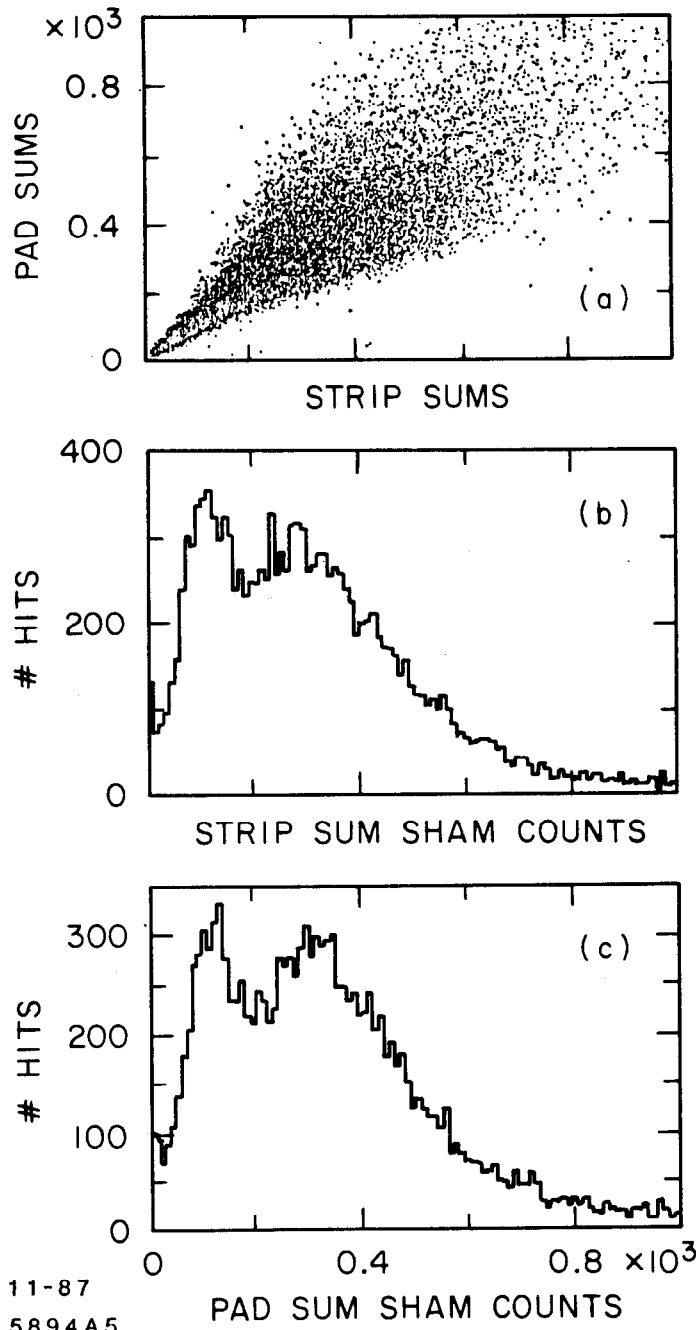 ×10³
0.8
0.4
0
PAD SUMS
(a)
STRIP SUMS
400
200
0
# HITS
(b)
STRIP SUM SHAM COUNTS
300
200
100
0
# HITS
(c)
0 0.4 0.8 ×10³
PAD SUM SHAM COUNTS
11-87
5894A5